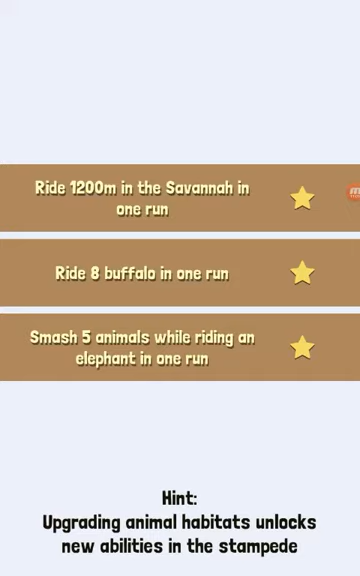 Ride 1200m in the Savannah in
one run
Ride 8 buffalo in one run
Smash 5 animals while riding an
elephant in one run
Hint:
Upgrading animal habitats unlocks
new abilities in the stampede